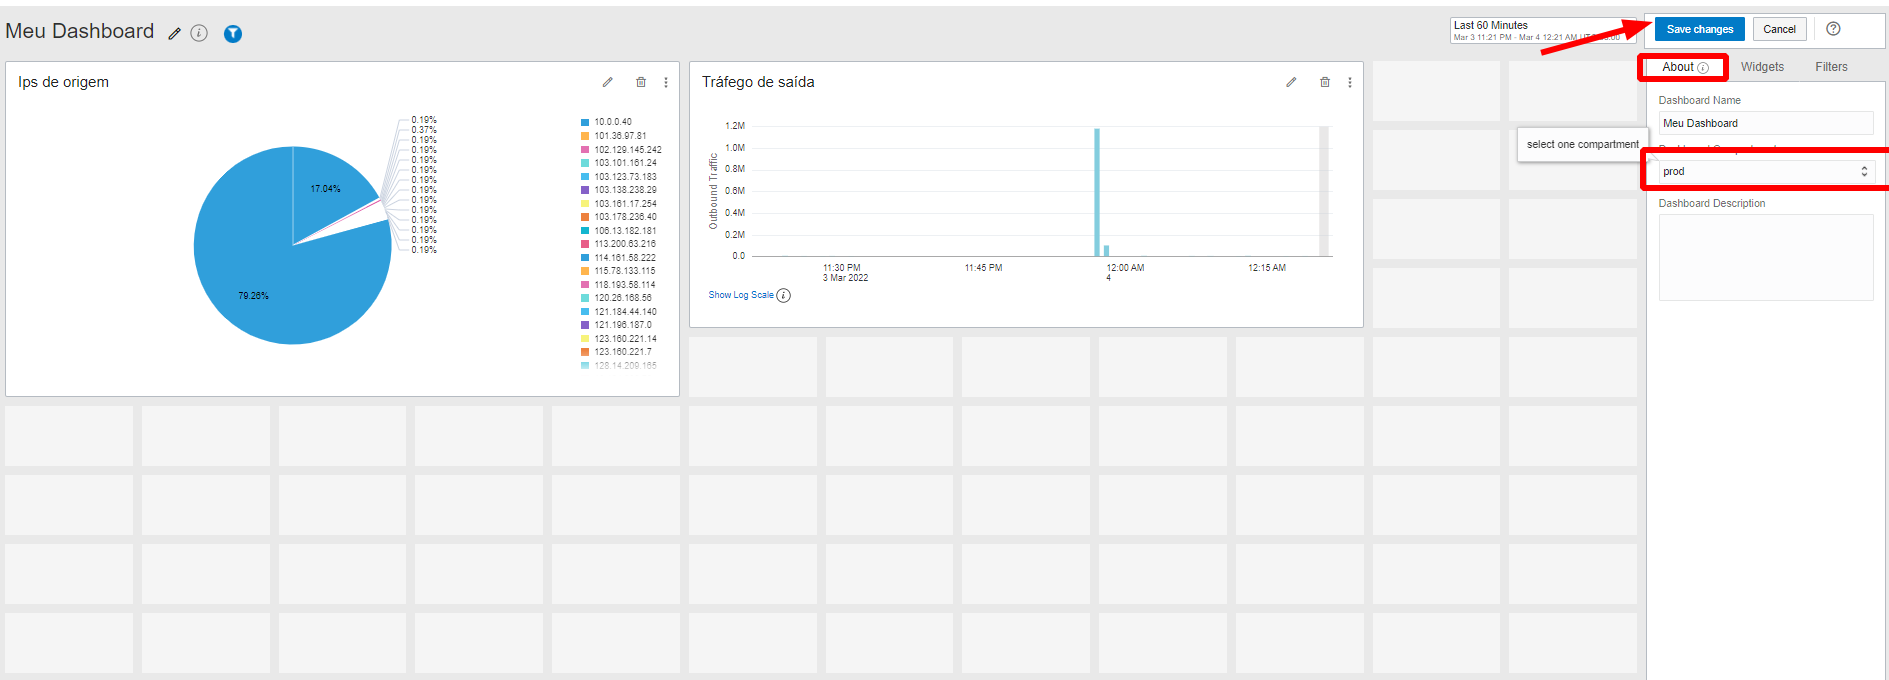 Meu Dashboard
Last 60 Minutes
Mar 3 11:21 PM - Mar 4 12:21 AM
Save changes
Cancel
Ips de origem
0.19%
0.37%
0.19%
0.19%
0.19%
0.19%
0.19%
0.19%
0.19%
0.19%
0.19%
0.19%
0.19%
0.19%
17.04%
79.26%
10.0.0.40
101.36.97.81
102.129.145.242
103.101.161.24
103.123.73.183
103.138.238.29
103.161.17.254
103.178.236.40
106.13.182.181
113.200.63.216
114.161.58.222
115.78.133.115
118.193.58.114
120.26.168.56
121.184.44.140
121.196.187.0
123.160.221.14
123.160.221.7
128.14.209.165
Tráfego de saída
Outbound Traffic
1.2M
1.0M
0.8M
0.6M
0.4M
0.2M
0.0
11:30 PM
3 Mar 2022
11:45 PM
12:00 AM
4
12:15 AM
Show Log Scale
About
Widgets
Filters
Dashboard Name
Meu Dashboard
select one compartment
prod
Dashboard Description